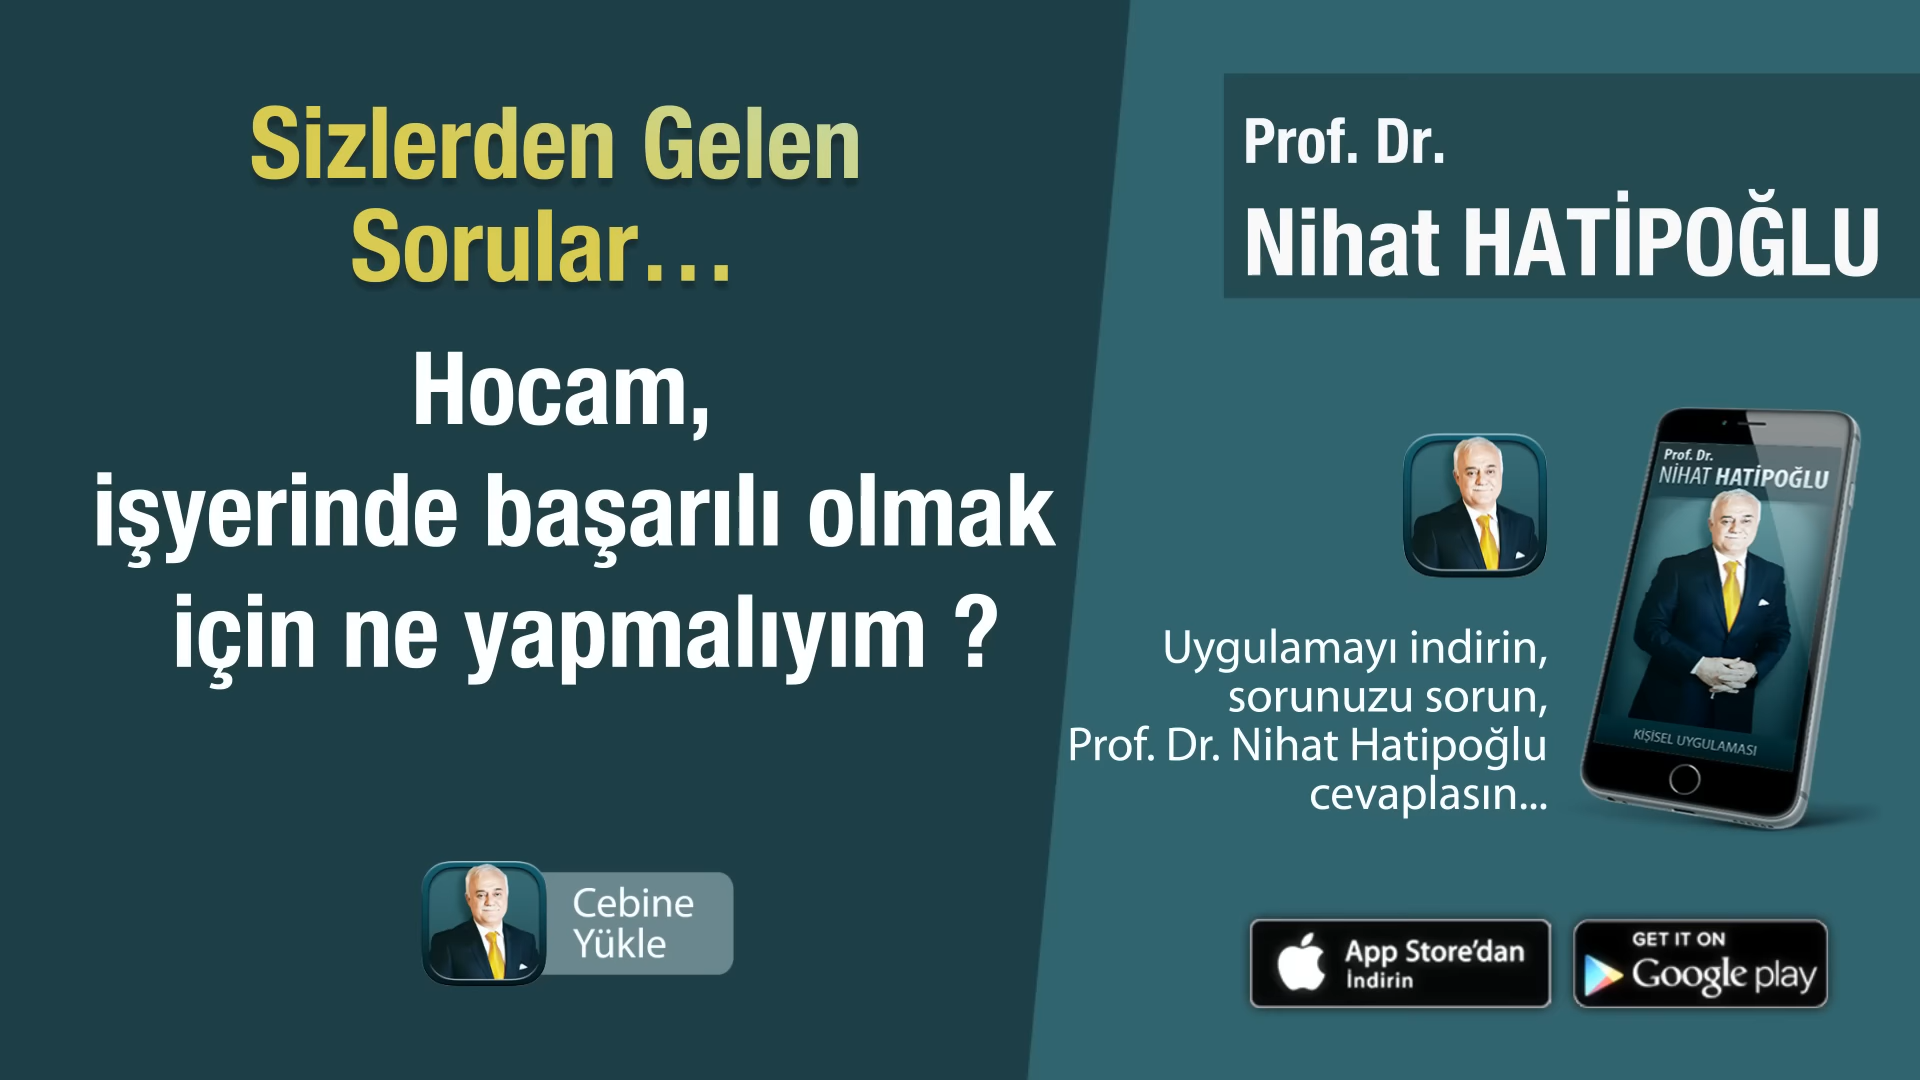 Sizlerden Gelen
Sorular...
Hocam,
işyerinde başarılı olmak
için ne yapmalıyım ?
Cebine
Yükle
Prof. Dr.
Nihat HATİPOĞLU
Prof. Dr.
NİHAT HATİPOĞLU
KİŞİSEL UYGULAMASI
Uygulamayı indirin,
sorunuzu sorun,
Prof. Dr. Nihat Hatipoğlu
cevaplasın...
App Store'dan
İndirin
GET IT ON
Google play